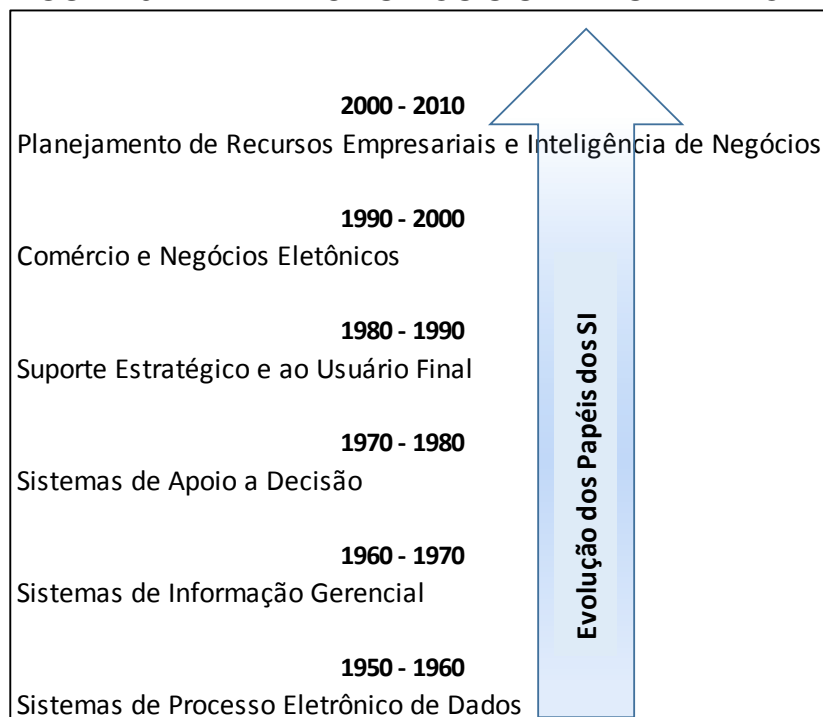 2000 - 2010
Planejamento de Recursos Empresariais e Inteligência de Negócios
1990 - 2000
Comércio e Negócios Eletônicos
1980 - 1990
Suporte Estratégico e ao Usuário Final
1970 - 1980
Sistemas de Apoio a Decisão
1960 - 1970
Sistemas de Informação Gerencial
1950 - 1960
Sistemas de Processo Eletrônico de Dados
Evolução dos Papéis dos SI